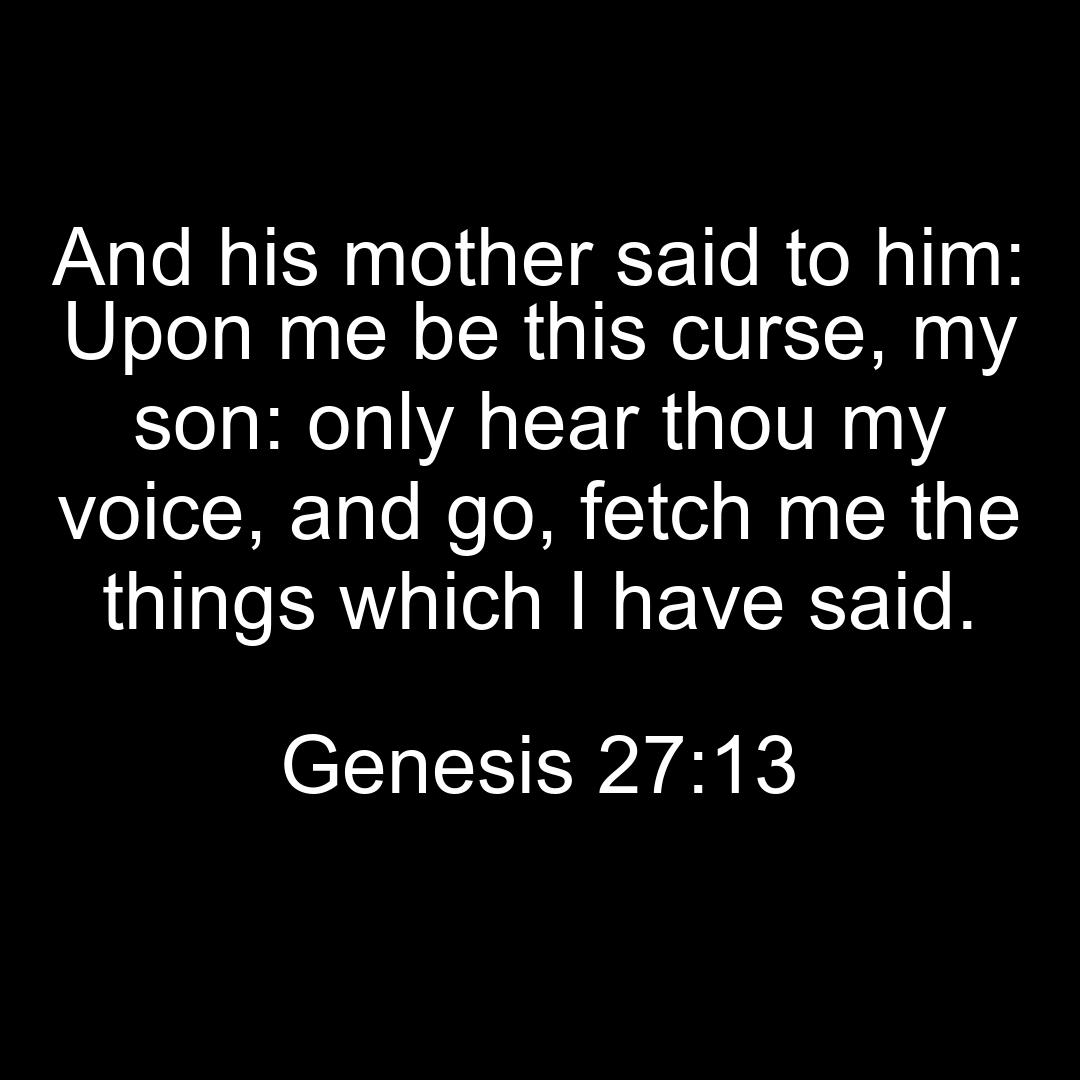 And his mother said to him:
Upon me be this curse, my
son: only hear thou my
voice, and go, fetch me the
things which I have said.
Genesis 27:13